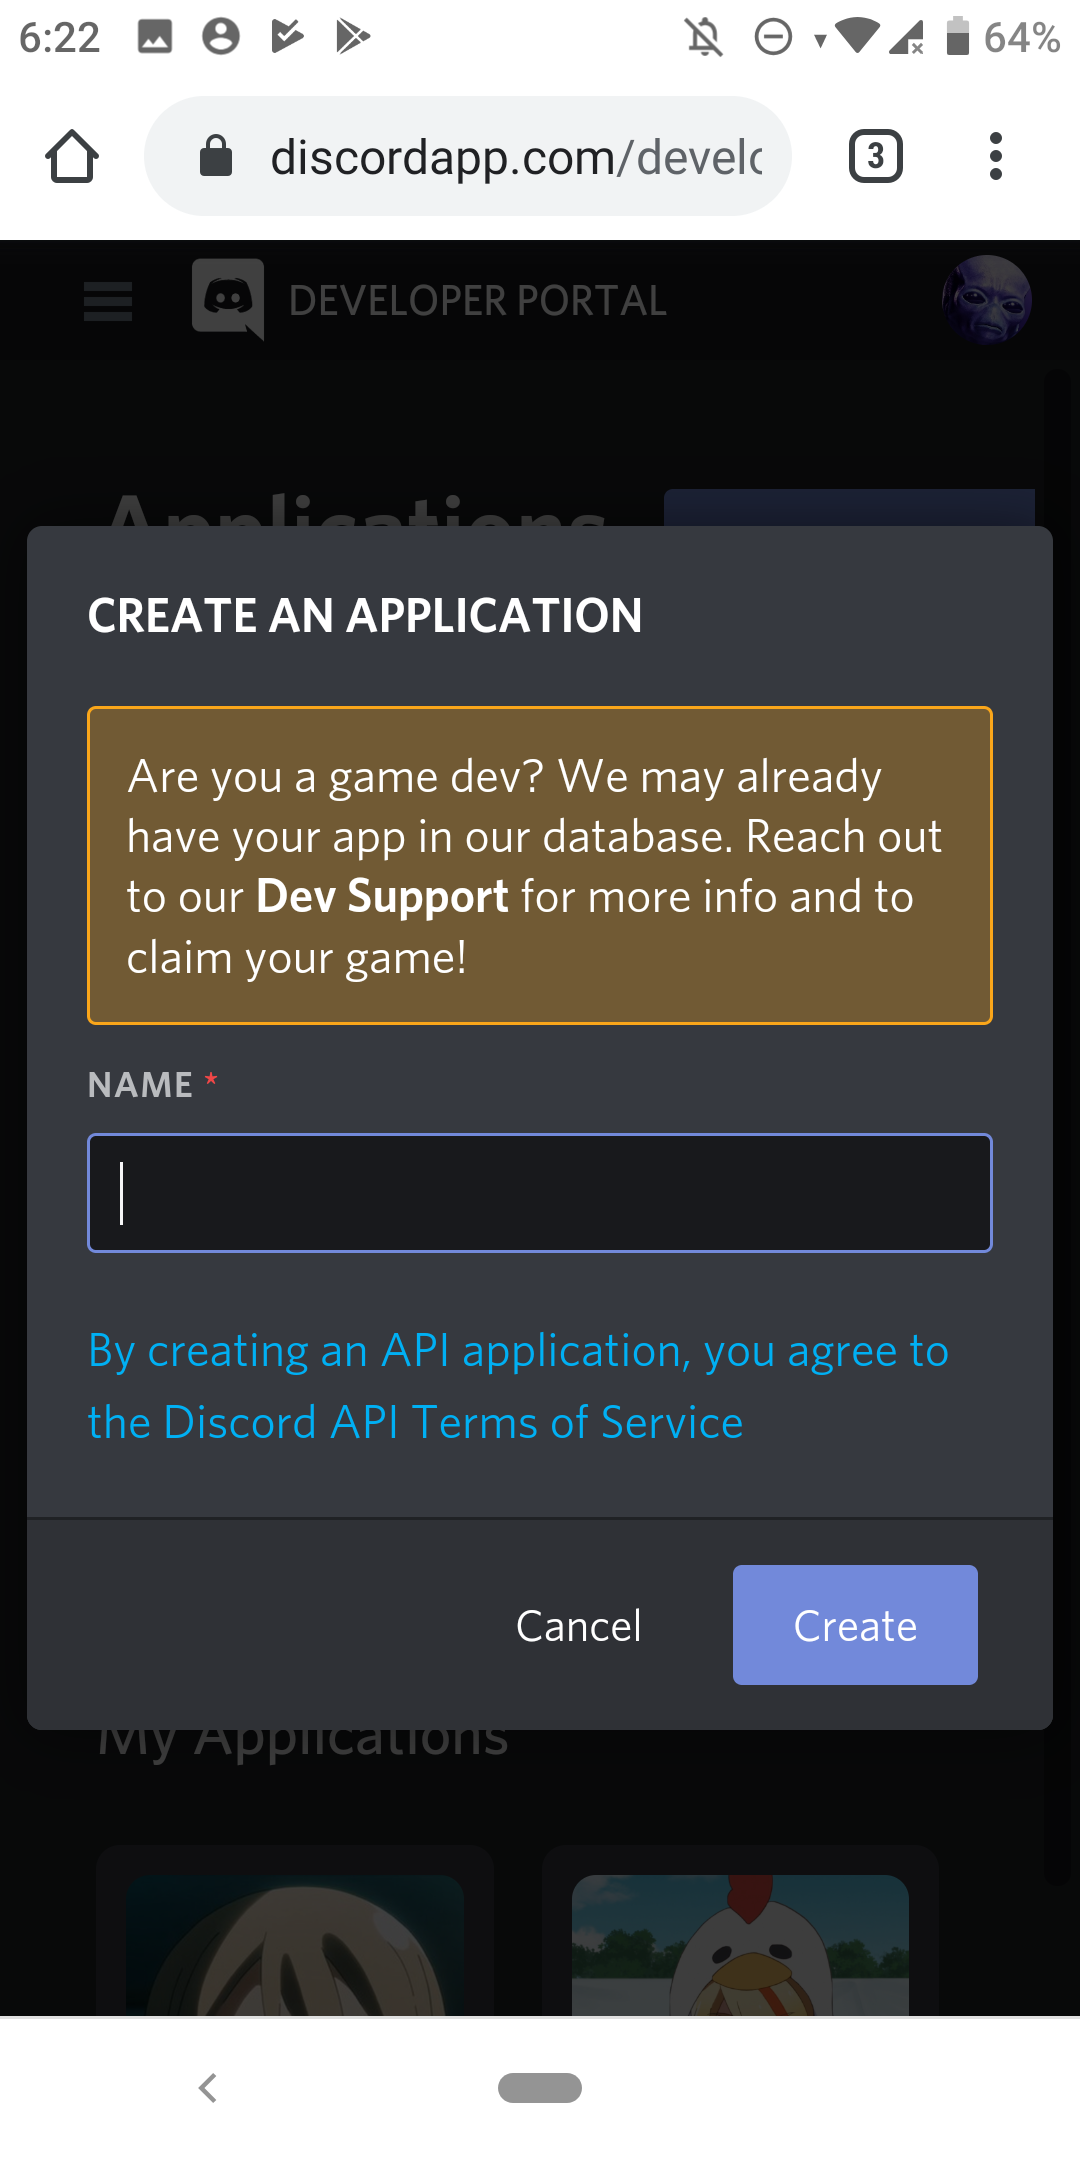 6:22
64%
discordapp.com/develo
3
DEVELOPER PORTAL
Applications
CREATE AN APPLICATION
Are you a game dev? We may already
have your app in our database. Reach out
to our Dev Support for more info and to
claim your game!
NAME *
By creating an API application, you agree to
the Discord API Terms of Service
Cancel
Create
My Applications